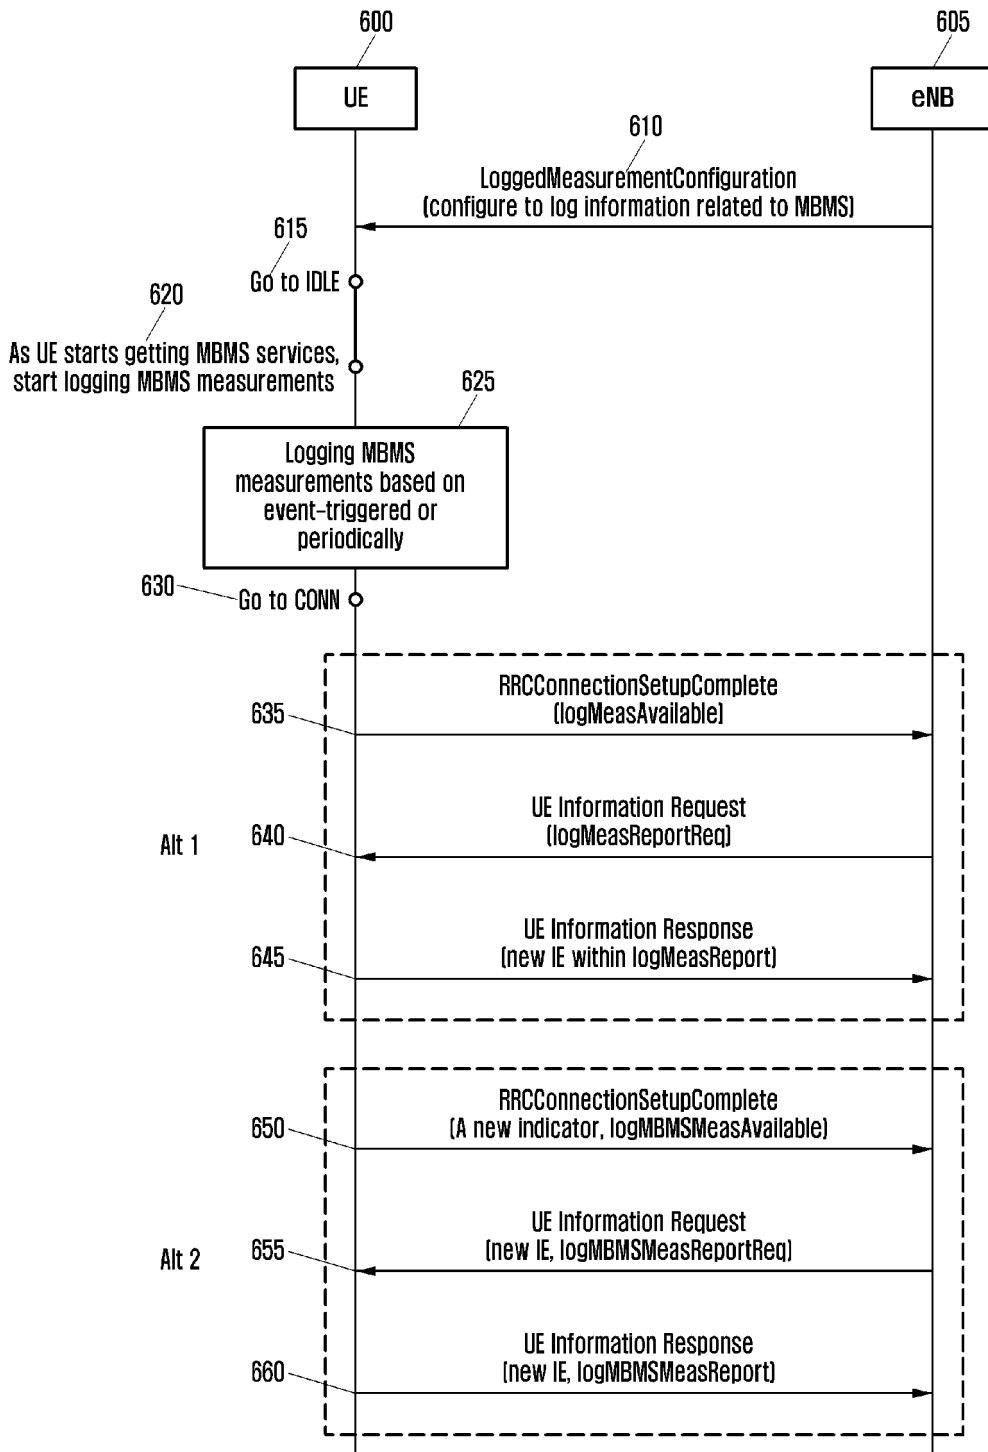 600
605
UE
eNB
610
LoggedMeasurementConfiguration
(configure to log information related to MBMS)
615
Go to IDLE
620
As UE starts getting MBMS services,
start logging MBMS measurements
625
Logging MBMS
measurements based on
event-triggered or
periodically
630
Go to CONN
RRCConnectionSetupComplete
(logMeasAvailable)
635
UE Information Request
(logMeasReportReq)
Alt 1
640
UE Information Response
(new IE within logMeasReport)
645
RRCConnectionSetupComplete
(A new indicator, logMBMSMeasAvailable)
650
UE Information Request
(new IE, logMBMSMeasReportReq)
Alt 2
655
UE Information Response
(new IE, logMBMSMeasReport)
660